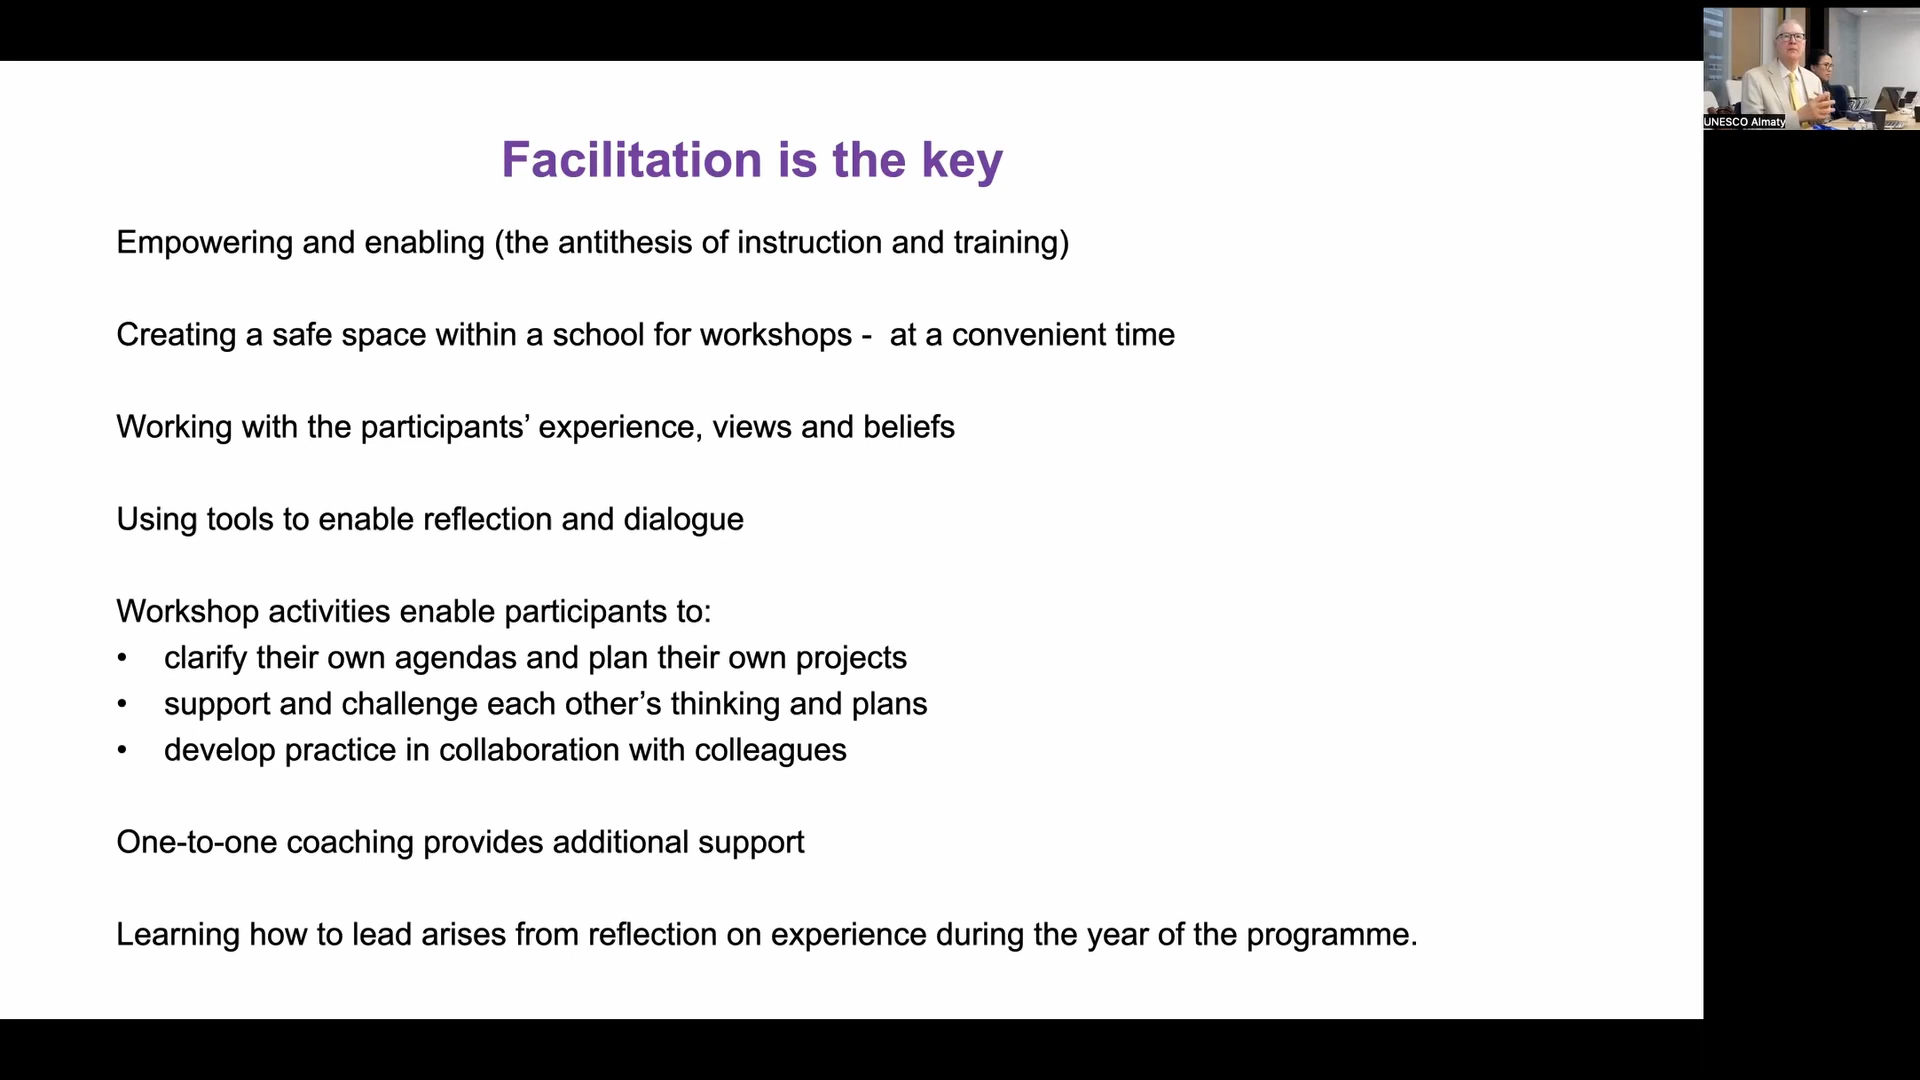 Facilitation is the key
Empowering and enabling (the antithesis of instruction and training)
Creating a safe space within a school for workshops -  at a convenient time
Working with the participants’ experience, views and beliefs
Using tools to enable reflection and dialogue
Workshop activities enable participants to:
• clarify their own agendas and plan their own projects
• support and challenge each other’s thinking and plans
• develop practice in collaboration with colleagues
One-to-one coaching provides additional support
Learning how to lead arises from reflection on experience during the year of the programme.
UNESCO Almaty